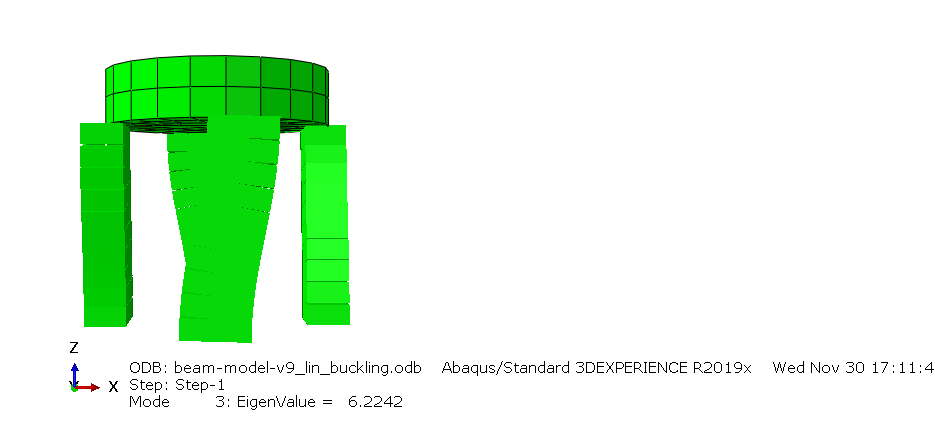 Z
X
ODB: beam-model-v9_lin_buckling.odb Abaqus/Standard 3DEXPERIENCE R2019x Wed Nov 30 17:11:4
Step: Step-1
Mode 3: EigenValue = 6.2242